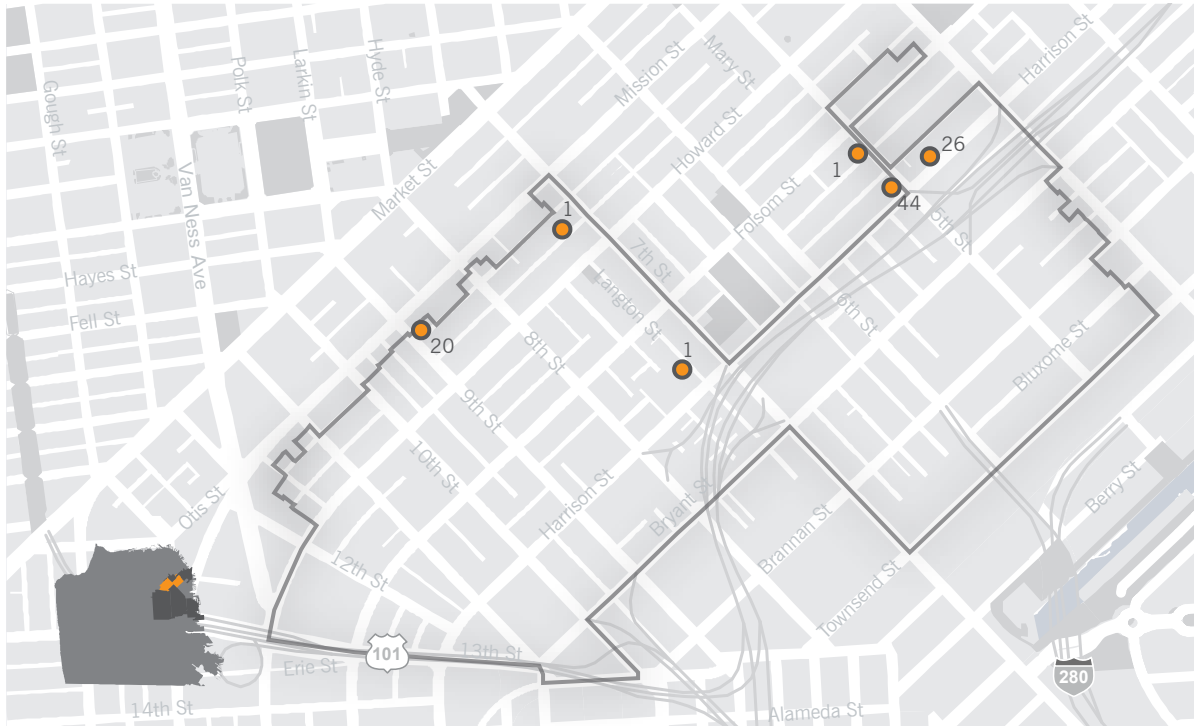 Gough St
Polk St
Larkin St
Hyde St
Van Ness Ave
Mission St
Mary St
Harrison St
Howard St
Market St
Folsom St
1
26
44
5th St
1
7th St
Hayes St
Fell St
Langton St
6th St
20
8th St
1
Bluxome St
9th St
10th St
Harrison St
Bryant St
Berry St
Otis St
Brannan St
12th St
Townsend St
101
13th St
Erie St
280
14th St
Alameda St